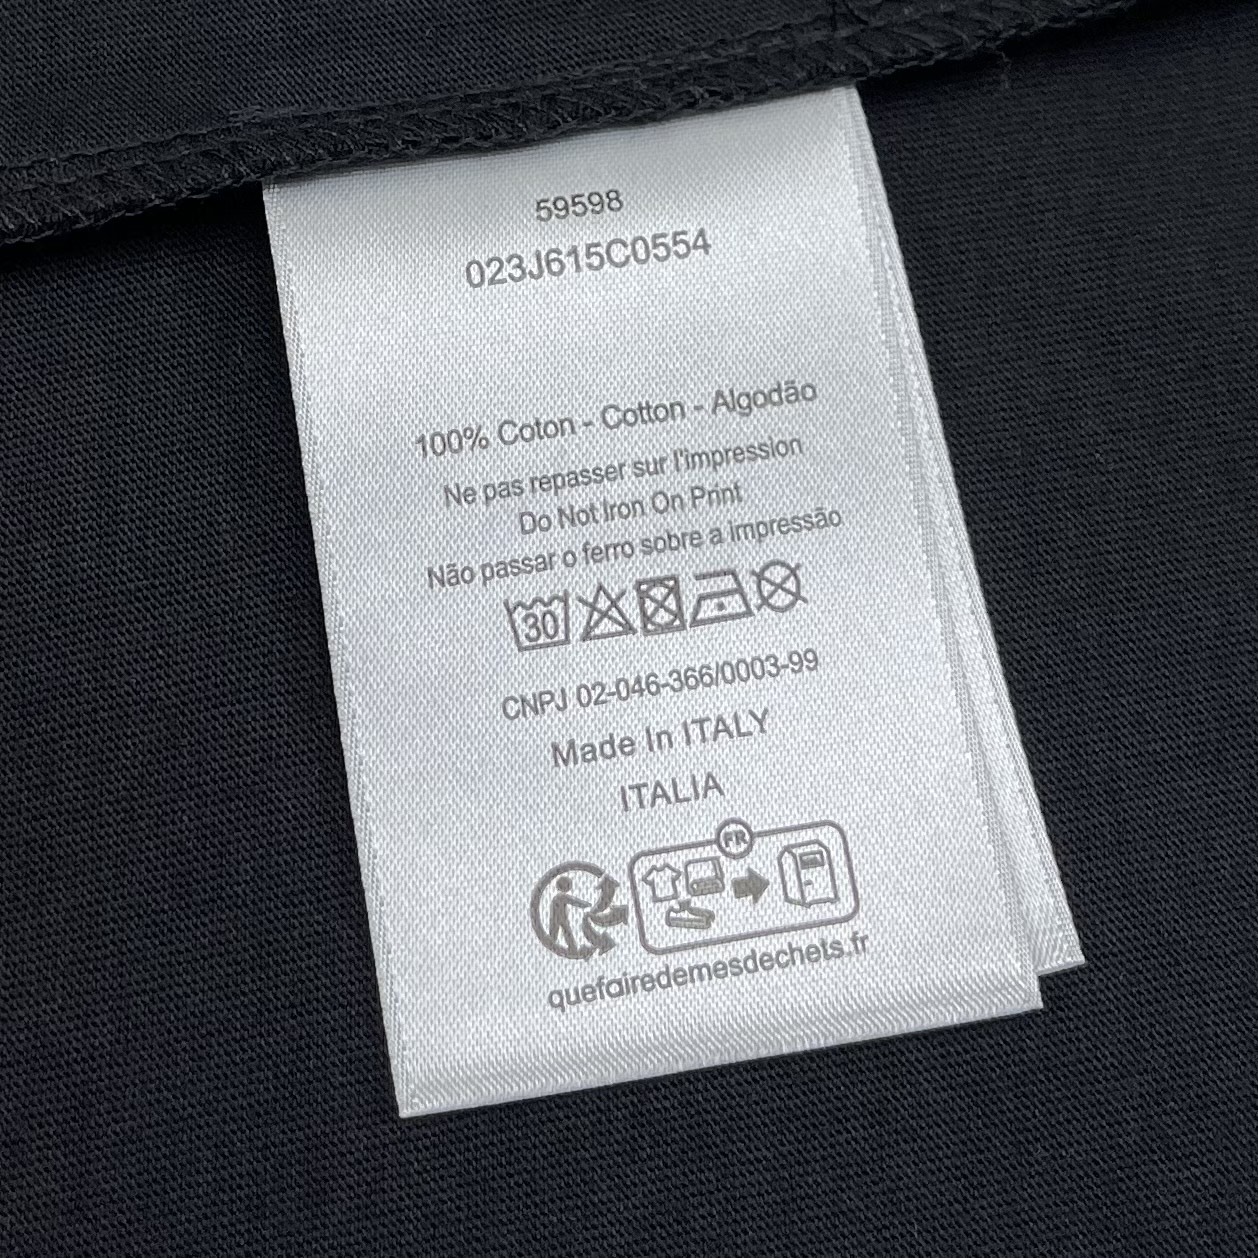 59598
023J615C0554
100% Coton - Cotton - Algodão
Ne pas repasser sur l'impression
Do Not Iron On Print
Não passar o ferro sobre a impressão
30
CNPJ 02-046-366/0003-99
Made In ITALY
ITALIA
FR
quefairedemesdechets.fr